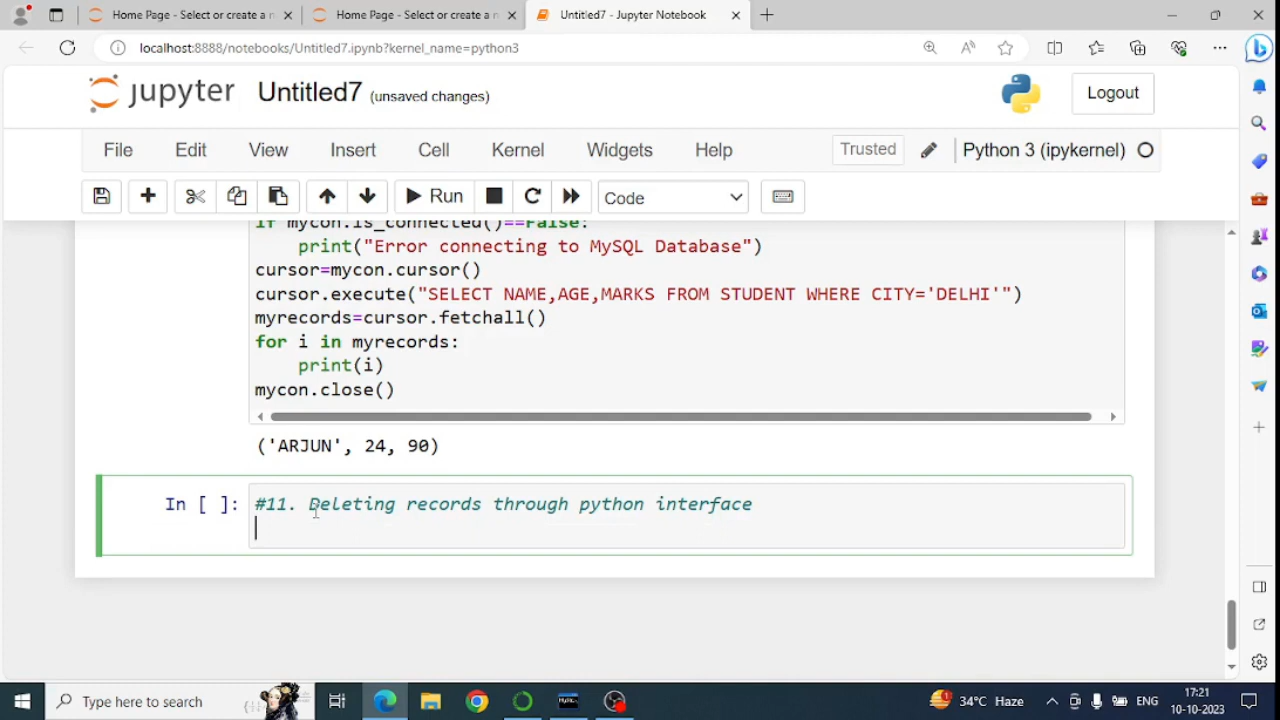 Home Page - Select or create a n
Home Page - Select or create a n
Untitled7 - Jupyter Notebook
localhost:8888/notebooks/Untitled7.ipynb?kernel_name=python3
jupyter Untitled7 (unsaved changes)
Logout
File Edit View Insert Cell Kernel Widgets Help
Trusted
Python 3 (ipykernel)
Run
Code
if mycon.is_connected()==False:
print("Error connecting to MySQL Database")
cursor=mycon.cursor()
cursor.execute("SELECT NAME,AGE,MARKS FROM STUDENT WHERE CITY='DELHI'")
myrecords=cursor.fetchall()
for i in myrecords:
print(i)
mycon.close()
('ARJUN', 24, 90)
In [ ]: #11. Deleting records through python interface
Type here to search
34°C Haze
ENG
17:21
10-10-2023